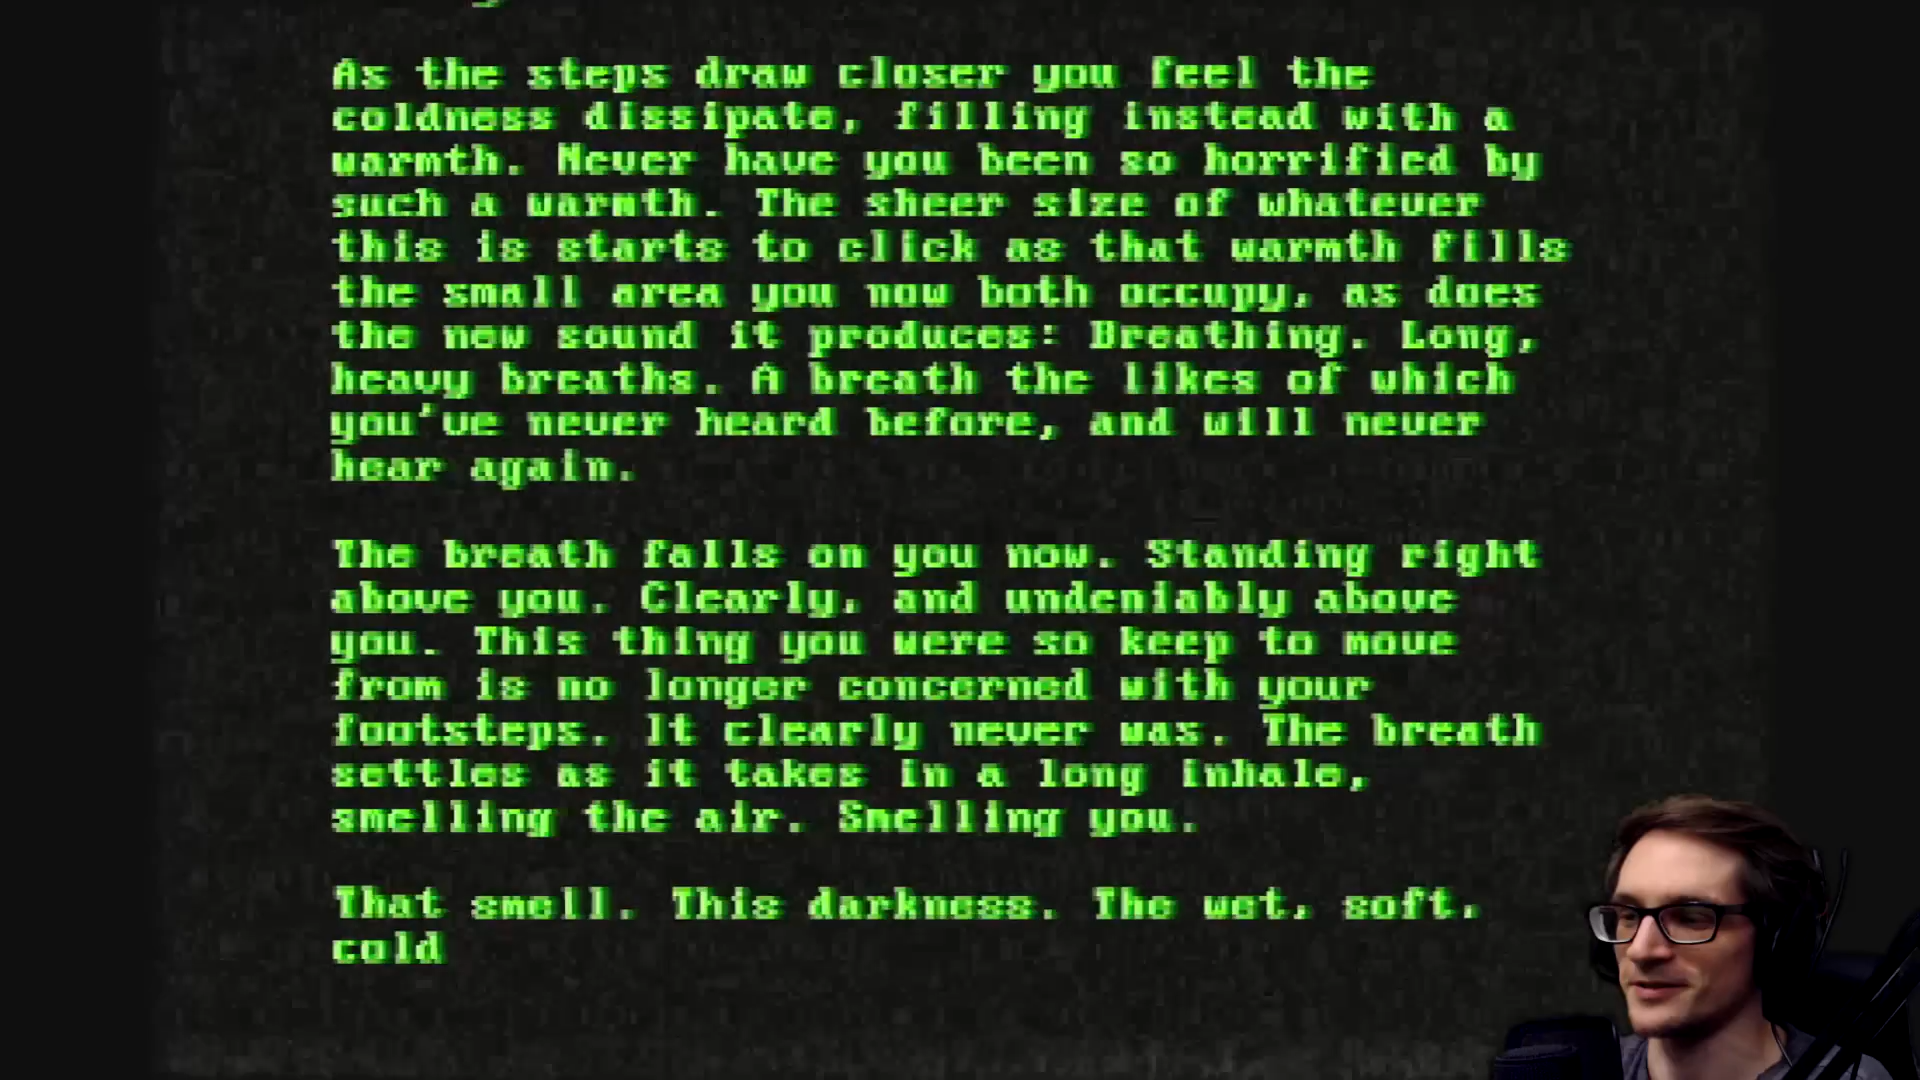 As the steps draw closer you feel the
coldness dissipate, filling instead with a
warmth. Never have you been so horrified by
such a warmth. The sheer size of whatever
this is starts to click as that warmth fills
the small area you now both occupy, as does
the new sound it produces: Breathing. Long,
heavy breaths. A breath the likes of which
you've never heard before, and will never
hear again.
The breath falls on you now. Standing right
above you. Clearly, and undeniably above
you. This thing you were so keep to move
from is no longer concerned with your
footsteps. It clearly never was. The breath
settles as it takes in a long inhale,
smelling the air. Smelling you.
That smell. This darkness. The wet, soft,
cold